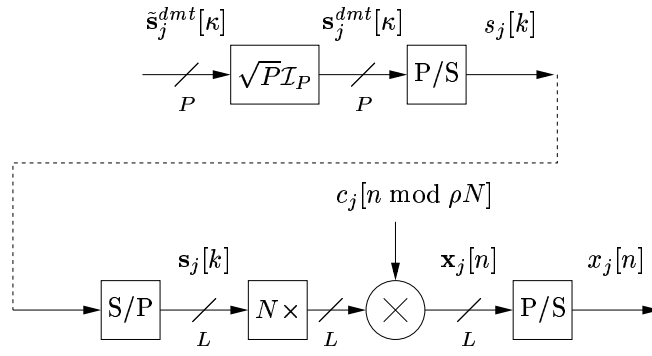 s̃_j^{dmt}[κ] s_j^{dmt}[κ] s_j[k]
√P 𝓘_P P/S
P P
c_j[n mod ρN]
s_j[k] x_j[n] x_j[n]
S/P N× × P/S
L L L